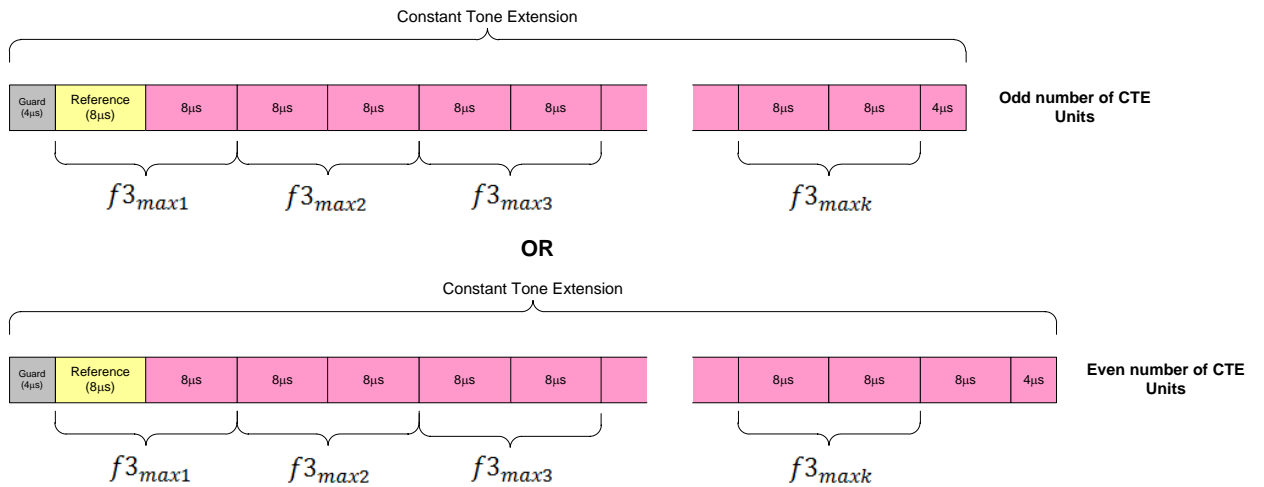 Constant Tone Extension
Guard (4µs) Reference (8µs) 8µs 8µs 8µs 8µs 8µs 8µs 8µs 4µs
Odd number of CTE Units
f3max1 f3max2 f3max3 f3maxk
OR
Constant Tone Extension
Guard (4µs) Reference (8µs) 8µs 8µs 8µs 8µs 8µs 8µs 8µs 8µs 4µs
Even number of CTE Units
f3max1 f3max2 f3max3 f3maxk